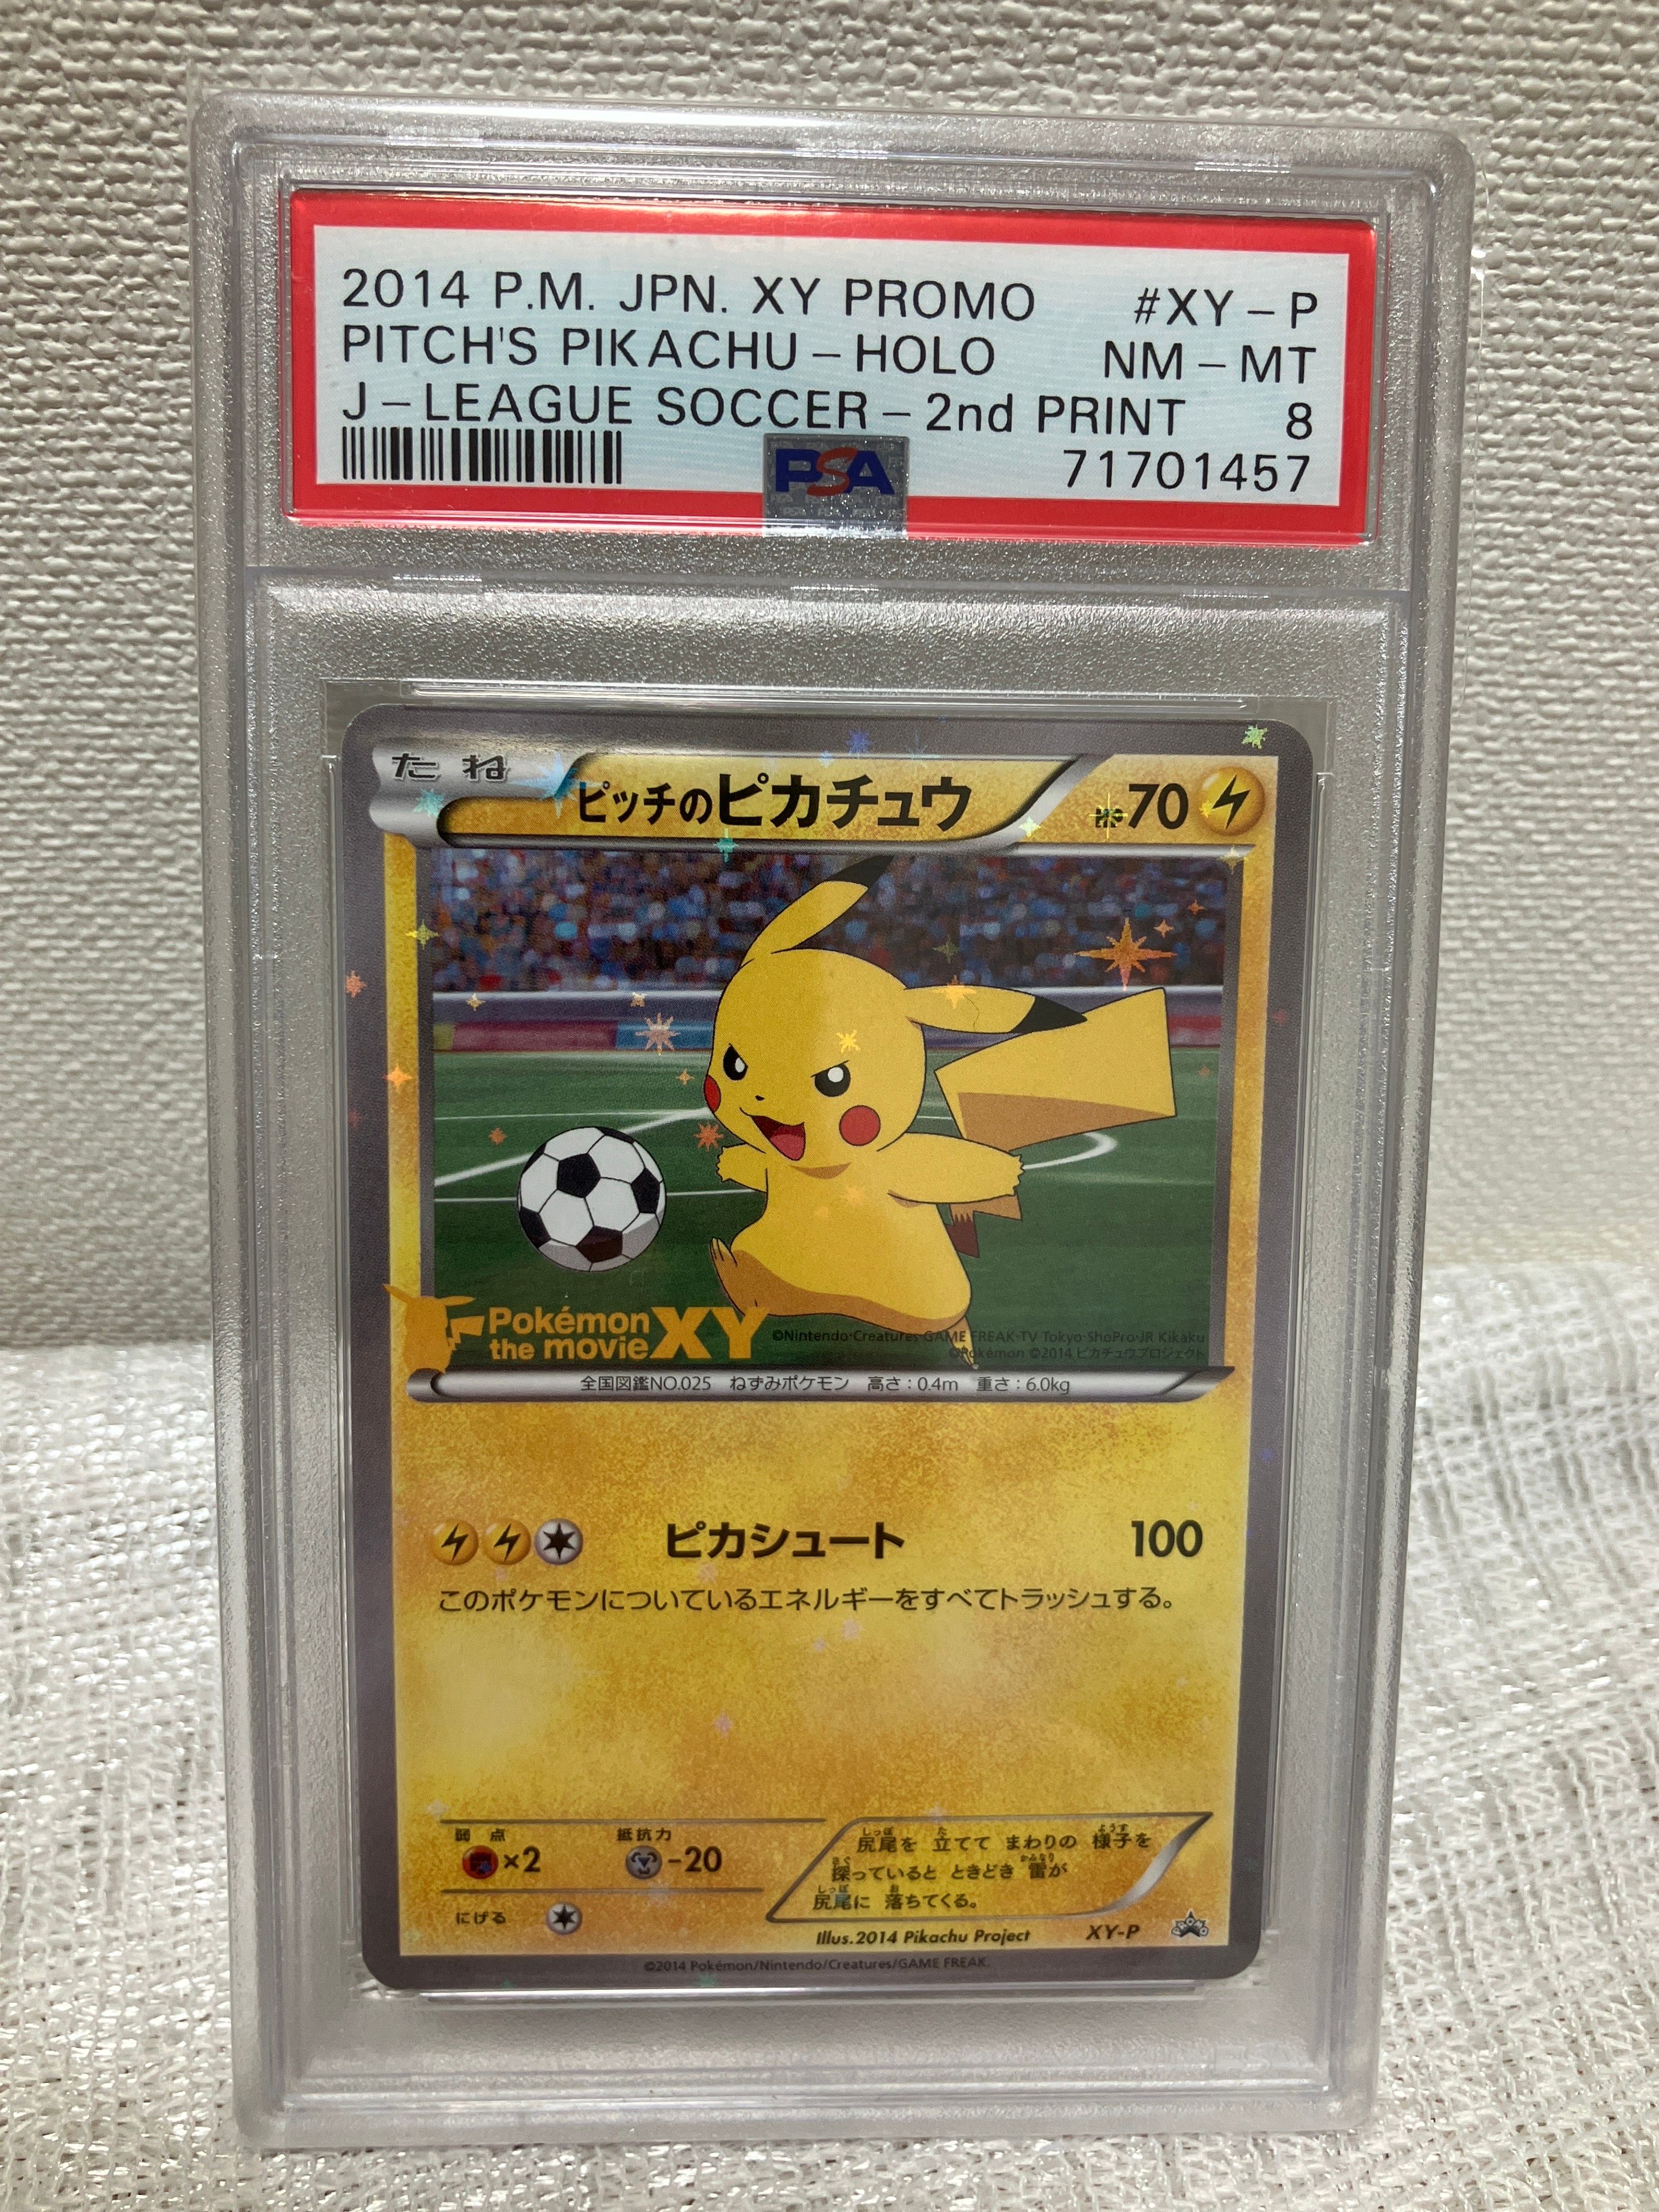 2014 P.M. JPN. XY PROMO #XY-P
PITCH'S PIKACHU-HOLO NM-MT
J-LEAGUE SOCCER-2nd PRINT 8
PSA 71701457
たね
ピッチのピカチュウ HP70
Pokémon
the movie XY
©Nintendo・Creatures・GAME FREAK・TV Tokyo・ShoPro・JR Kikaku
©Pokémon ©2014 ピカチュウプロジェクト
全国図鑑NO.025 ねずみポケモン 高さ:0.4m 重さ:6.0kg
ピカシュート 100
このポケモンについているエネルギーをすべてトラッシュする。
弱点 抵抗力
×2 -20
にげる
尻尾を 立てて まわりの 様子を
探っていると ときどき 雷が
尻尾に 落ちてくる。
Illus.2014 Pikachu Project XY-P
©2014 Pokémon/Nintendo/Creatures/GAME FREAK.